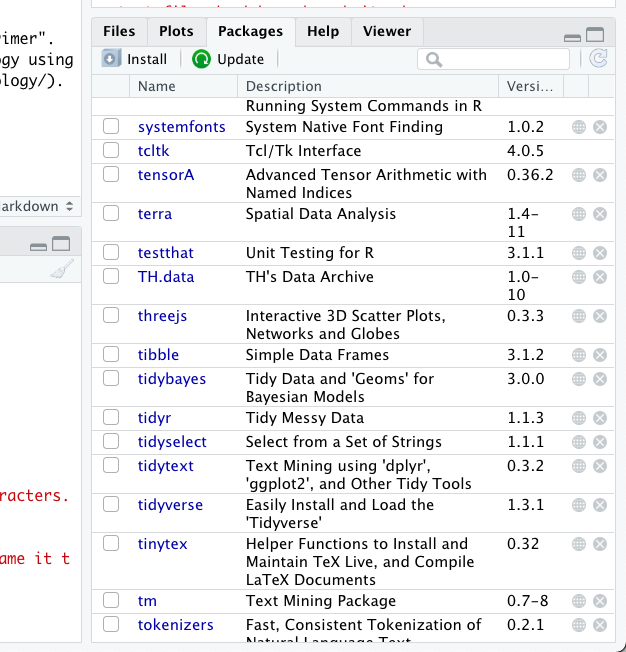 Files Plots Packages Help Viewer
Install Update
Name Description Versi...
Running System Commands in R
systemfonts System Native Font Finding 1.0.2
tcltk Tcl/Tk Interface 4.0.5
tensorA Advanced Tensor Arithmetic with 0.36.2
Named Indices
terra Spatial Data Analysis 1.4-
11
testthat Unit Testing for R 3.1.1
TH.data TH's Data Archive 1.0-
10
threejs Interactive 3D Scatter Plots, 0.3.3
Networks and Globes
tibble Simple Data Frames 3.1.2
tidybayes Tidy Data and 'Geoms' for 3.0.0
Bayesian Models
tidyr Tidy Messy Data 1.1.3
tidyselect Select from a Set of Strings 1.1.1
tidytext Text Mining using 'dplyr', 0.3.2
'ggplot2', and Other Tidy Tools
tidyverse Easily Install and Load the 1.3.1
'Tidyverse'
tinytex Helper Functions to Install and 0.32
Maintain TeX Live, and Compile
LaTeX Documents
tm Text Mining Package 0.7-8
tokenizers Fast, Consistent Tokenization of 0.2.1
Natural Language Text
imer".
ogy using
ology/).
arkdown
racters.
ame it t